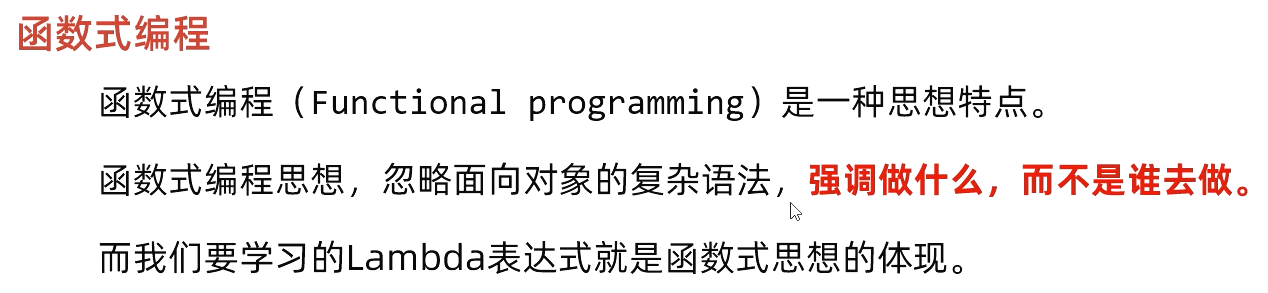 函数式编程
函数式编程（Functional programming）是一种思想特点。
函数式编程思想，忽略面向对象的复杂语法，强调做什么，而不是谁去做。
而我们要学习的Lambda表达式就是函数式思想的体现。